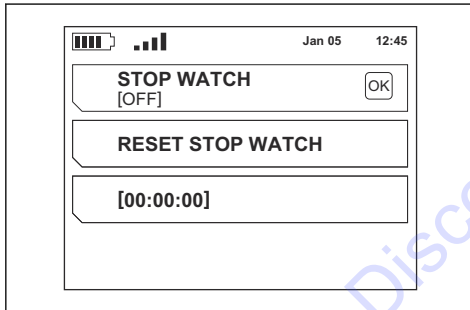 Jan 05 12:45
STOP WATCH
[OFF]
OK
RESET STOP WATCH
[00:00:00]